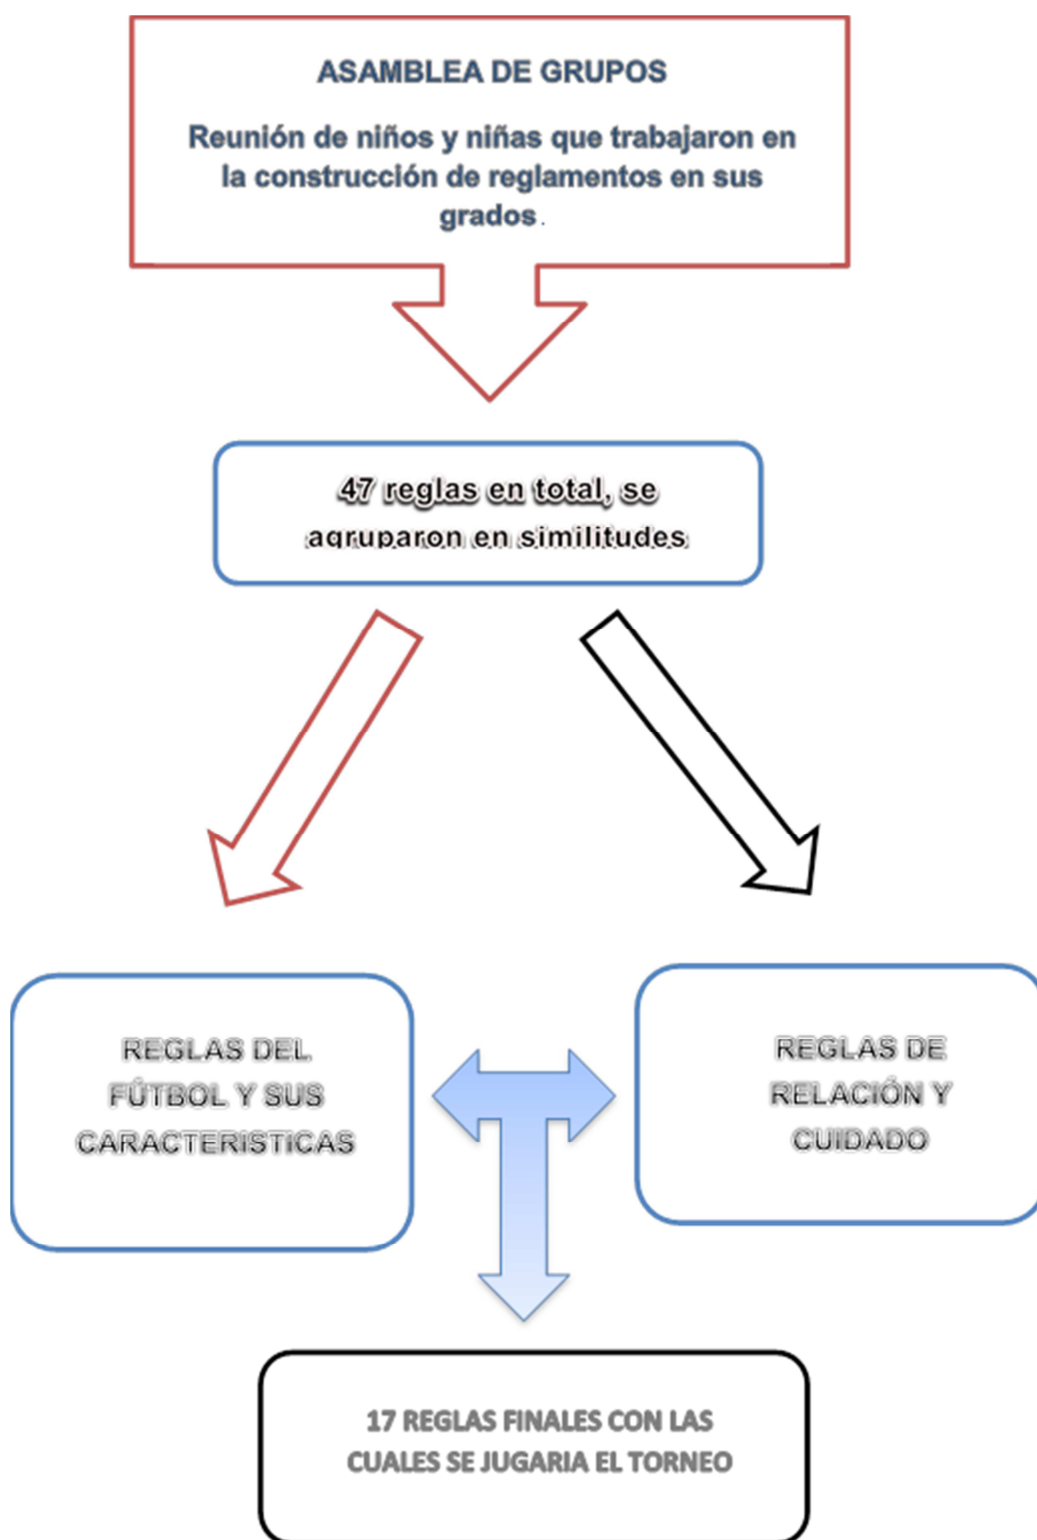 ASAMBLEA DE GRUPOS
Reunión de niños y niñas que trabajaron en
la construcción de reglamentos en sus
grados.
47 reglas en total, se
agruparon en similitudes
REGLAS DEL
FÚTBOL Y SUS
CARACTERISTICAS
REGLAS DE
RELACIÓN Y
CUIDADO
17 REGLAS FINALES CON LAS
CUALES SE JUGARIA EL TORNEO